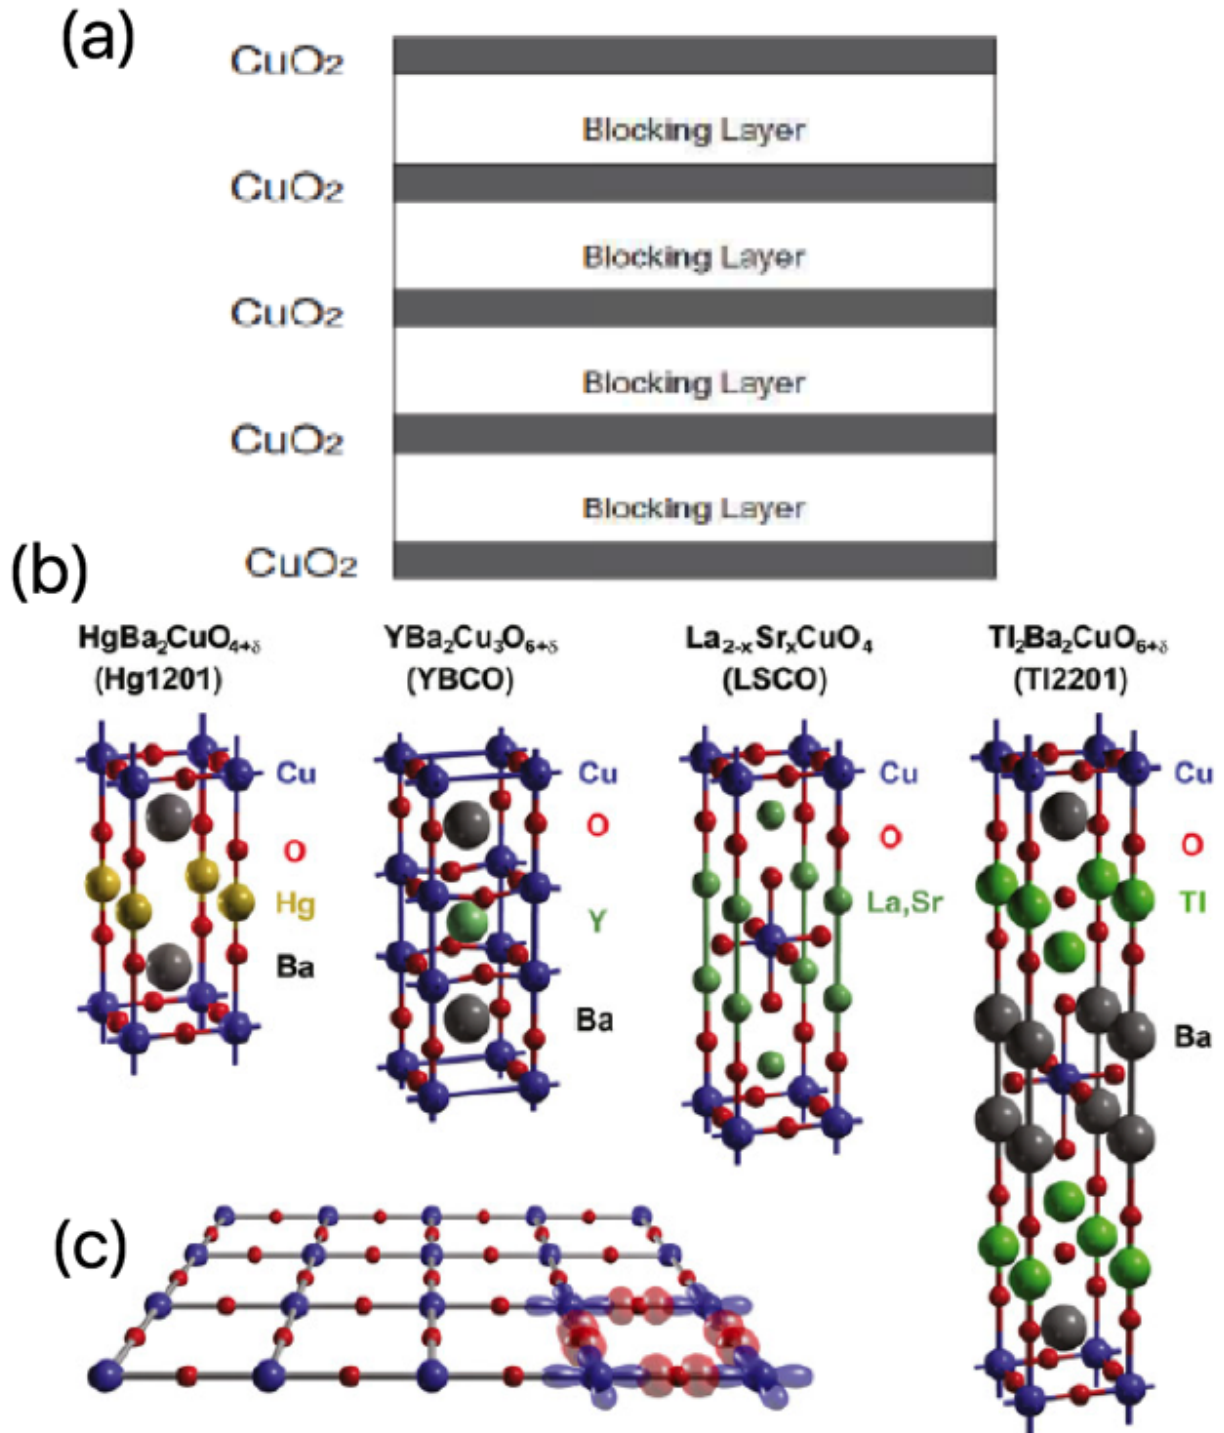 (a)
CuO₂
Blocking Layer
CuO₂
Blocking Layer
CuO₂
Blocking Layer
CuO₂
Blocking Layer
CuO₂
(b)
HgBa₂CuO₄₊δ
(Hg1201)
YBa₂Cu₃O₆₊δ
(YBCO)
La₂₋ₓSrₓCuO₄
(LSCO)
Tl₂Ba₂CuO₆₊δ
(Tl2201)
Cu
O
Hg
Ba
Cu
O
Y
Ba
Cu
O
La,Sr
Cu
O
Tl
Ba
(c)